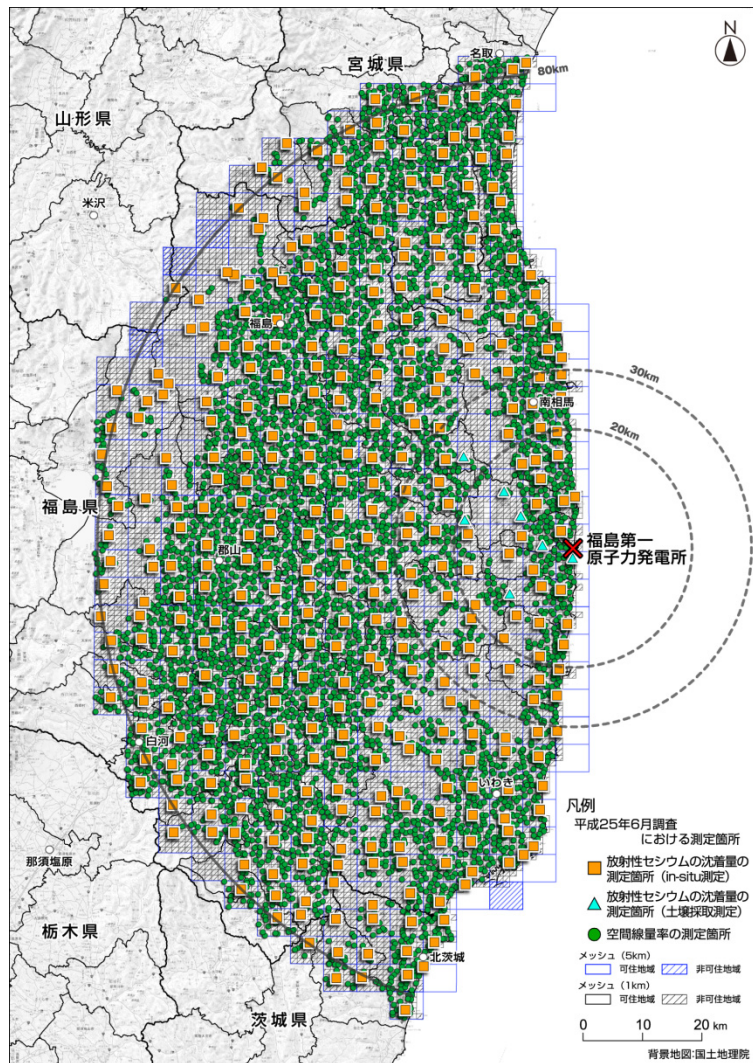 N
名取
宮城県
80km
山形県
米沢
福島
30km
南相馬
20km
福島県
福島第一
原子力発電所
郡山
白河
いわき
凡例
平成25年6月調査
における測定箇所
那須塩原
放射性セシウムの沈着量の
測定箇所（in-situ測定）
放射性セシウムの沈着量の
測定箇所（土壌採取測定）
栃木県
空間線量率の測定箇所
北茨城
メッシュ（5km）
可住地域 非可住地域
メッシュ（1km）
可住地域 非可住地域
茨城県
0 10 20 km
背景地図:国土地理院